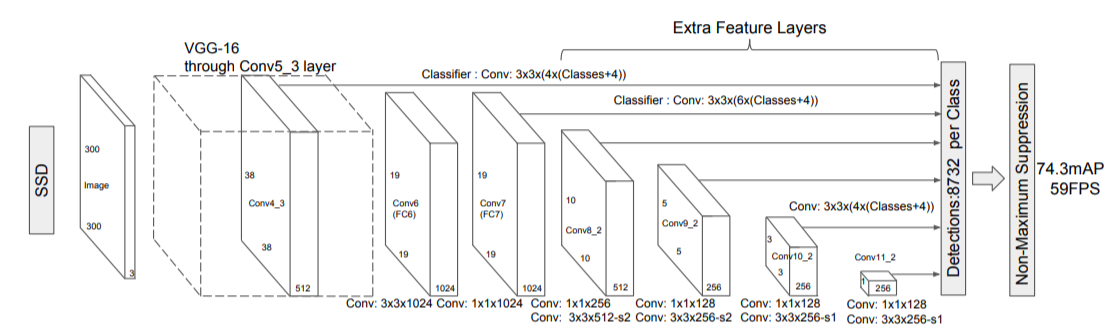 Extra Feature Layers
VGG-16
through Conv5_3 layer
Classifier : Conv: 3x3x(4x(Classes+4))
Classifier : Conv: 3x3x(6x(Classes+4))
SSD
300
Image
300
3
38
Conv4_3
38
512
19
Conv6
(FC6)
19
1024
19
Conv7
(FC7)
19
1024
10
Conv8_2
10
512
5
Conv9_2
5
256
Conv: 3x3x(4x(Classes+4))
3
Conv10_2
3
256
Conv11_2
1
256
Detections:8732 per Class
Non-Maximum Suppression
74.3mAP
59FPS
Conv: 3x3x1024
Conv: 1x1x1024
Conv: 1x1x256
Conv: 3x3x512-s2
Conv: 1x1x128
Conv: 3x3x256-s2
Conv: 1x1x128
Conv: 3x3x256-s1
Conv: 1x1x128
Conv: 3x3x256-s1